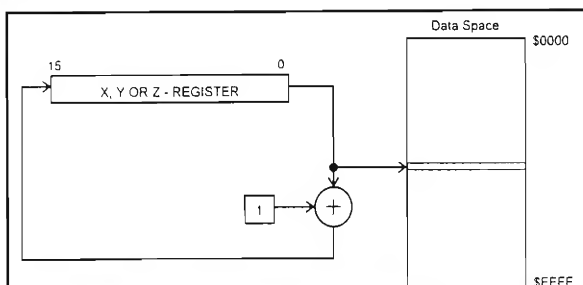 Data Space
$0000
15 0
X, Y OR Z - REGISTER
1
+
$FFFF